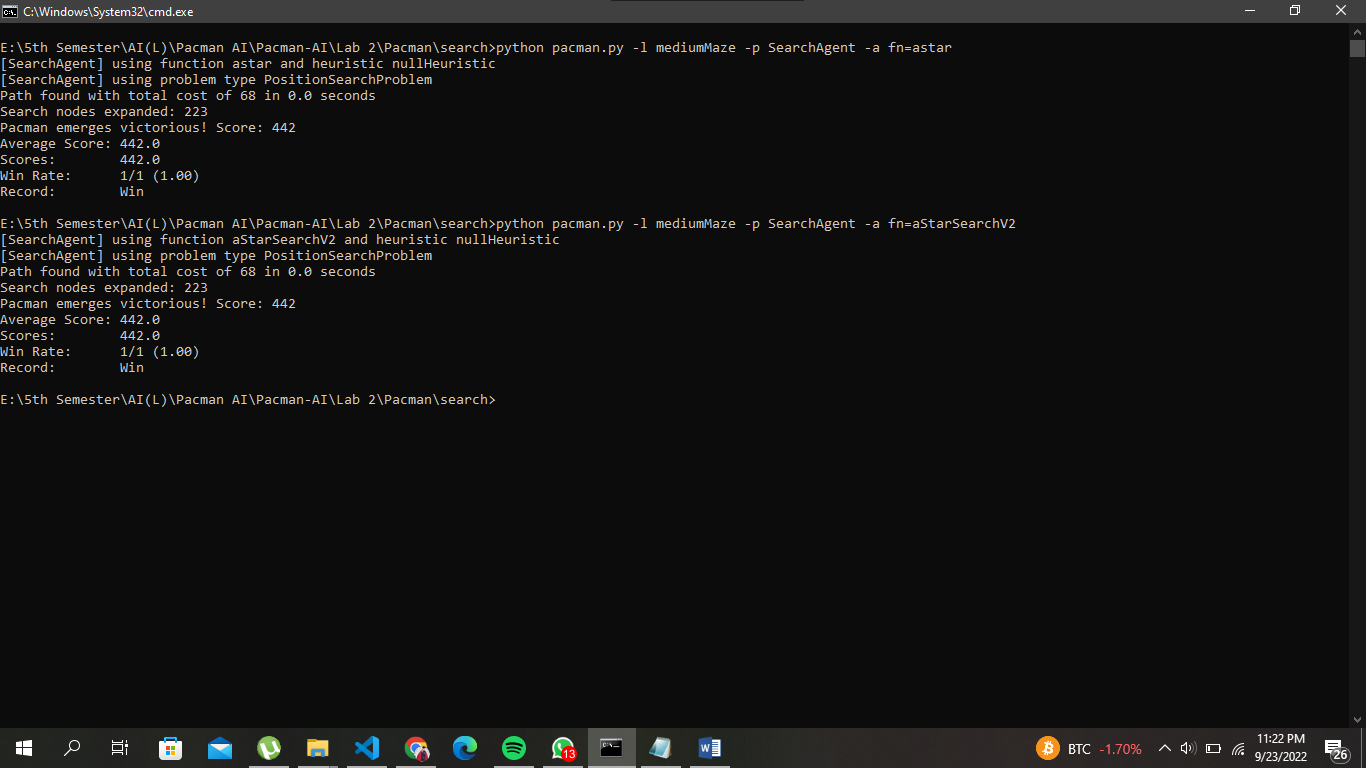 C:\Windows\System32\cmd.exe
E:\5th Semester\AI(L)\Pacman AI\Pacman-AI\Lab 2\Pacman\search>python pacman.py -l mediumMaze -p SearchAgent -a fn=astar
[SearchAgent] using function astar and heuristic nullHeuristic
[SearchAgent] using problem type PositionSearchProblem
Path found with total cost of 68 in 0.0 seconds
Search nodes expanded: 223
Pacman emerges victorious! Score: 442
Average Score: 442.0
Scores:        442.0
Win Rate:      1/1 (1.00)
Record:        Win
E:\5th Semester\AI(L)\Pacman AI\Pacman-AI\Lab 2\Pacman\search>python pacman.py -l mediumMaze -p SearchAgent -a fn=aStarSearchV2
[SearchAgent] using function aStarSearchV2 and heuristic nullHeuristic
[SearchAgent] using problem type PositionSearchProblem
Path found with total cost of 68 in 0.0 seconds
Search nodes expanded: 223
Pacman emerges victorious! Score: 442
Average Score: 442.0
Scores:        442.0
Win Rate:      1/1 (1.00)
Record:        Win
E:\5th Semester\AI(L)\Pacman AI\Pacman-AI\Lab 2\Pacman\search>
13
BTC -1.70%
11:22 PM
9/23/2022
26